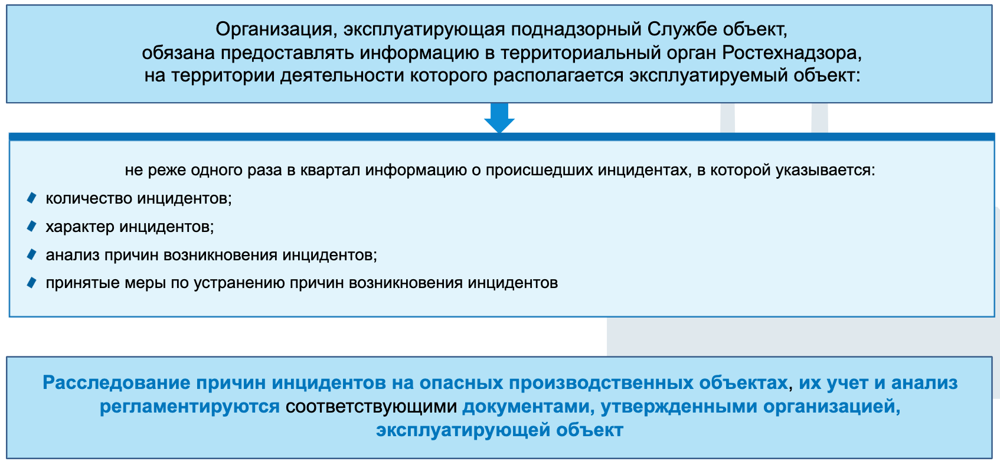 Организация, эксплуатирующая поднадзорный Службе объект,
обязана предоставлять информацию в территориальный орган Ростехнадзора,
на территории деятельности которого располагается эксплуатируемый объект:
не реже одного раза в квартал информацию о происшедших инцидентах, в которой указывается:
количество инцидентов;
характер инцидентов;
анализ причин возникновения инцидентов;
принятые меры по устранению причин возникновения инцидентов
Расследование причин инцидентов на опасных производственных объектах, их учет и анализ
регламентируются соответствующими документами, утвержденными организацией,
эксплуатирующей объект